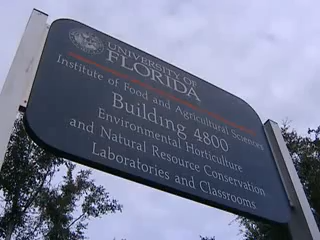 UNIVERSITY OF
FLORIDA
Institute of Food and Agricultural Sciences
Building 4800
Environmental Horticulture
and Natural Resource Conservation
Laboratories and Classrooms